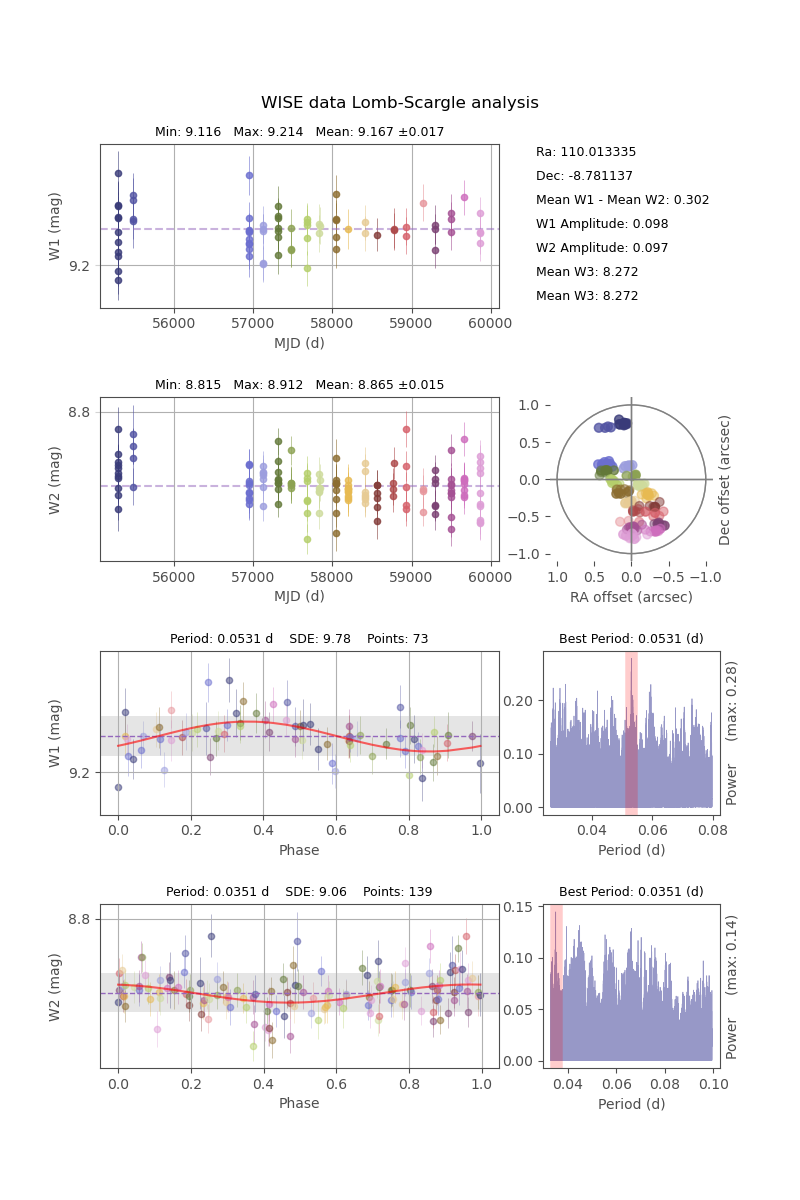 WISE data Lomb-Scargle analysis
Min: 9.116 Max: 9.214 Mean: 9.167 ±0.017
W1 (mag)
9.2
56000 57000 58000 59000 60000
MJD (d)
Ra: 110.013335
Dec: -8.781137
Mean W1 - Mean W2: 0.302
W1 Amplitude: 0.098
W2 Amplitude: 0.097
Mean W3: 8.272
Mean W3: 8.272
Min: 8.815 Max: 8.912 Mean: 8.865 ±0.015
W2 (mag)
8.8
56000 57000 58000 59000 60000
MJD (d)
1.0
0.5
0.0
−0.5
−1.0
1.0 0.5 0.0 −0.5 −1.0
RA offset (arcsec)
Dec offset (arcsec)
Period: 0.0531 d SDE: 9.78 Points: 73
W1 (mag)
9.2
0.0 0.2 0.4 0.6 0.8 1.0
Phase
Best Period: 0.0531 (d)
0.20
0.10
0.00
0.04 0.06 0.08
Period (d)
Power (max: 0.28)
Period: 0.0351 d SDE: 9.06 Points: 139
W2 (mag)
8.8
0.0 0.2 0.4 0.6 0.8 1.0
Phase
Best Period: 0.0351 (d)
0.15
0.10
0.05
0.00
0.04 0.06 0.08 0.10
Period (d)
Power (max: 0.14)